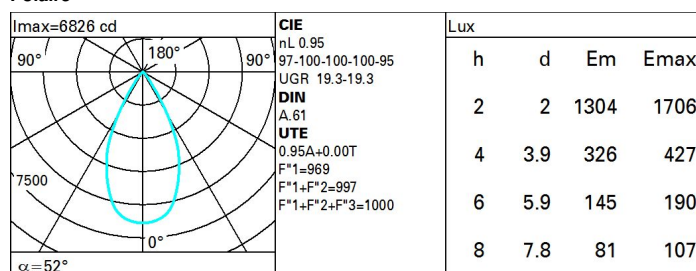 Imax=6826 cd
90° 180° 90°
7500
0°
α=52°
CIE
nL 0.95
97-100-100-100-95
UGR 19.3-19.3
DIN
A.61
UTE
0.95A+0.00T
F"1=969
F"1+F"2=997
F"1+F"2+F"3=1000
Lux
h d Em Emax
2 2 1304 1706
4 3.9 326 427
6 5.9 145 190
8 7.8 81 107